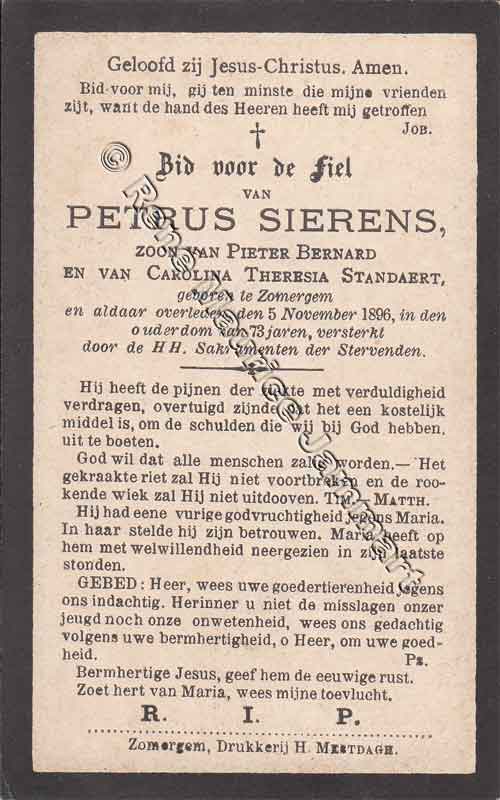 Geloofd zij Jesus-Christus. Amen.
Bid voor mij, gij ten minste die mijne vrienden
zijt, want de hand des Heeren heeft mij getroffen
JOB.
Bid voor de Ziel
VAN
PETRUS SIERENS,
ZOON VAN PIETER BERNARD
EN VAN CAROLINA THERESIA STANDAERT,
geboren te Zomergem
en aldaar overleden den 5 November 1896, in den
ouderdom van 73 jaren, versterkt
door de HH. Sakramenten der Stervenden.
Hij heeft de pijnen der ziekte met verduldigheid
verdragen, overtuigd zijnde dat het een kostelijk
middel is, om de schulden die wij bij God hebben,
uit te boeten.
God wil dat alle menschen zalig worden.— Het
gekraakte riet zal Hij niet voortbreken en de roo-
kende wiek zal Hij niet uitdooven. TIM.- MATTH.
Hij had eene vurige godvruchtigheid jegens Maria.
In haar stelde hij zijn betrouwen. Maria heeft op
hem met welwillendheid neergezien in zijn laatste
stonden.
GEBED: Heer, wees uwe goedertierenheid jegens
ons indachtig. Herinner u niet de misslagen onzer
jeugd noch onze onwetenheid, wees ons gedachtig
volgens uwe bermhertigheid, o Heer, om uwe goed-
heid. Ps.
Bermhertige Jesus, geef hem de eeuwige rust.
Zoet hert van Maria, wees mijne toevlucht.
R. I. P.
Zomergem, Drukkerij H. MESTDAGH.
© Rene Maurice Jammart